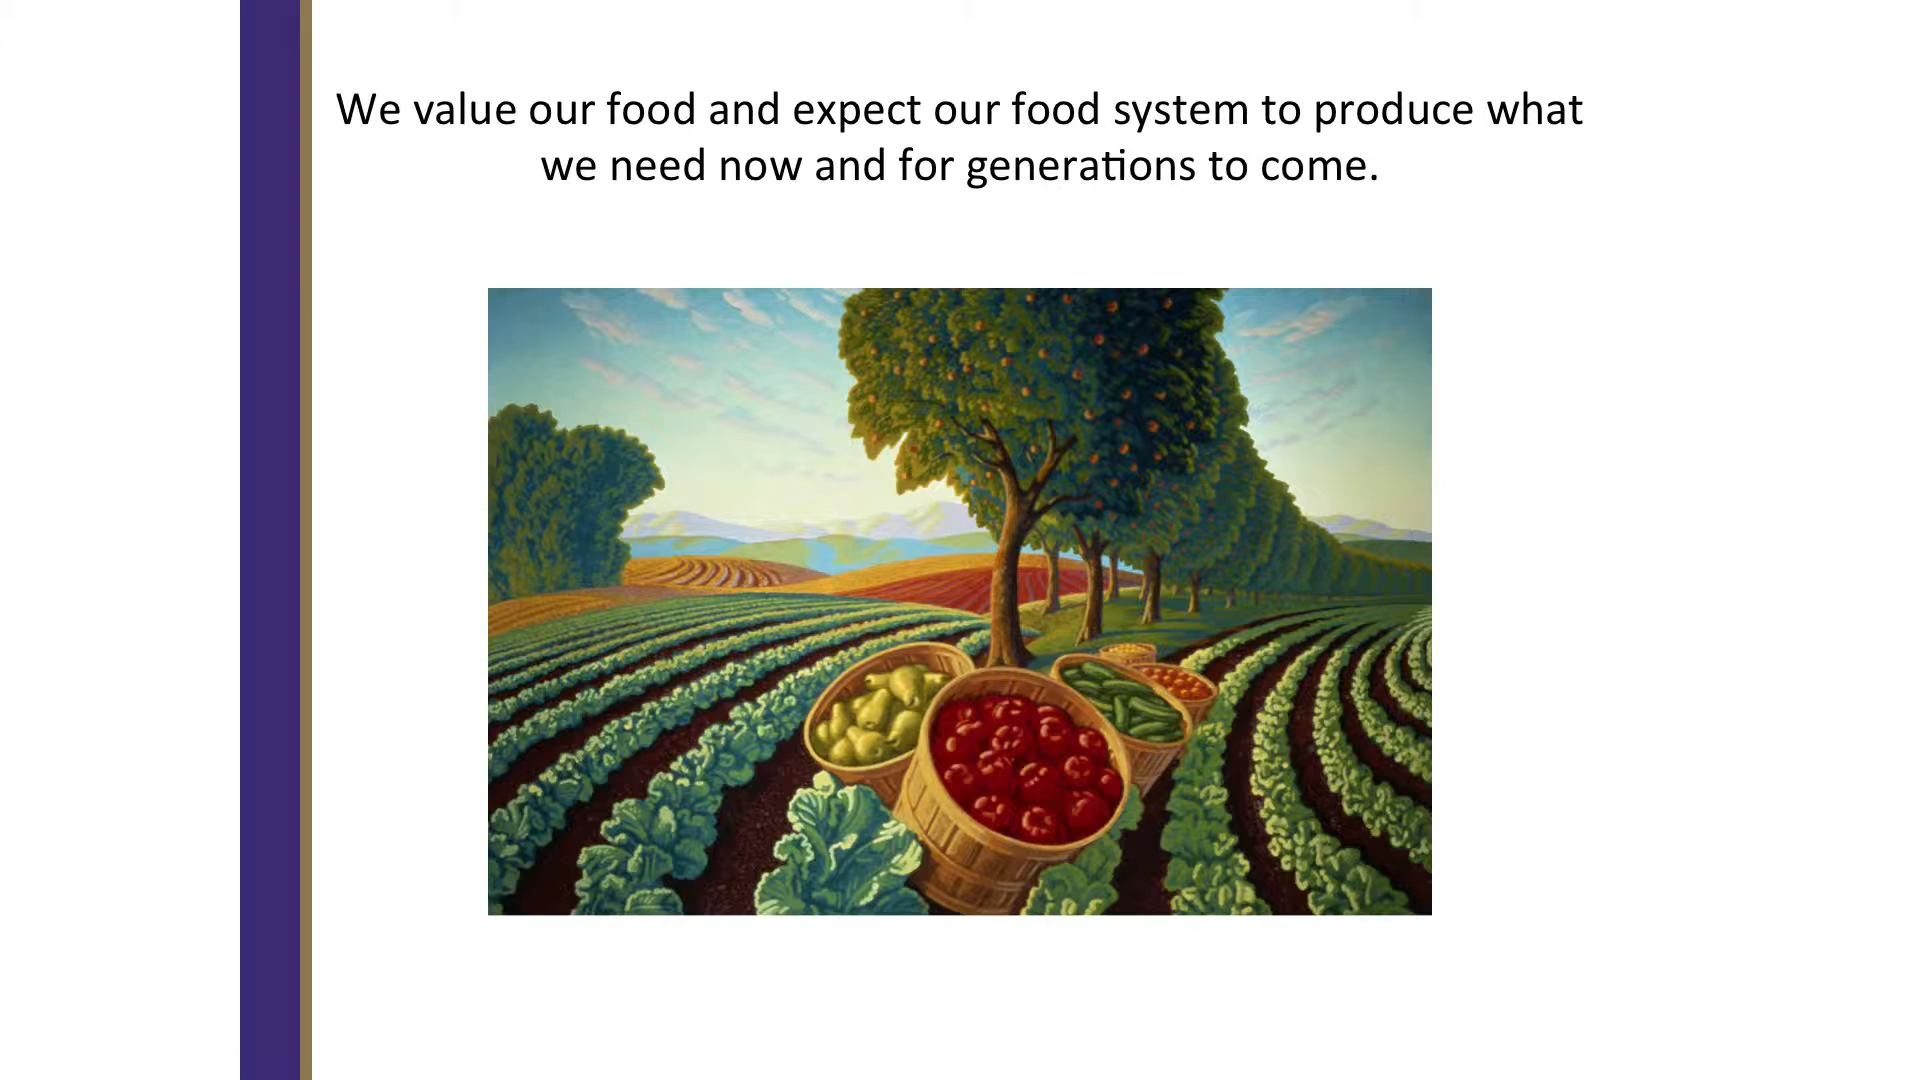 We value our food and expect our food system to produce what
we need now and for generations to come.